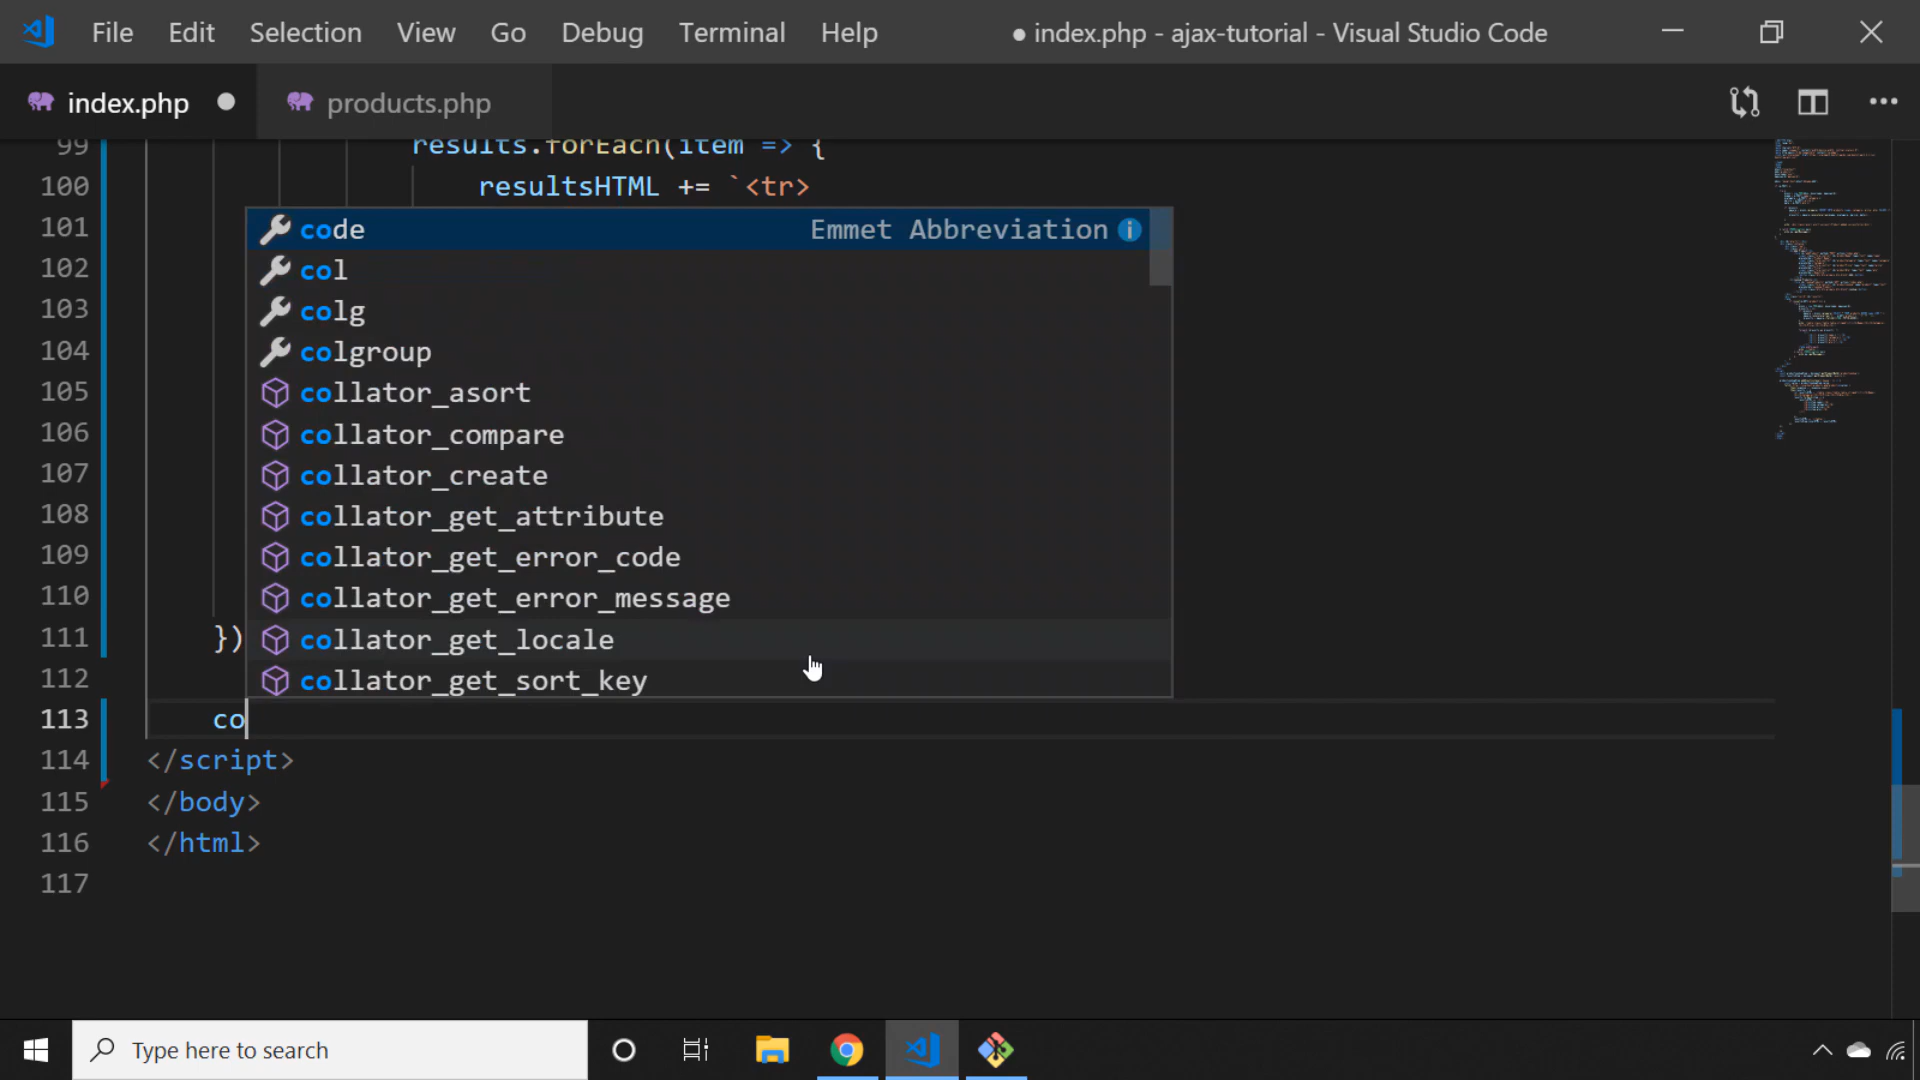 File Edit Selection View Go Debug Terminal Help ● index.php - ajax-tutorial - Visual Studio Code
index.php products.php
99 results.forEach(item => {
100 resultsHTML += `<tr>
101 code Emmet Abbreviation
102 col
103 colg
104 colgroup
105 collator_asort
106 collator_compare
107 collator_create
108 collator_get_attribute
109 collator_get_error_code
110 collator_get_error_message
111 }) collator_get_locale
112 collator_get_sort_key
113 co
114 </script>
115 </body>
116 </html>
117
Type here to search